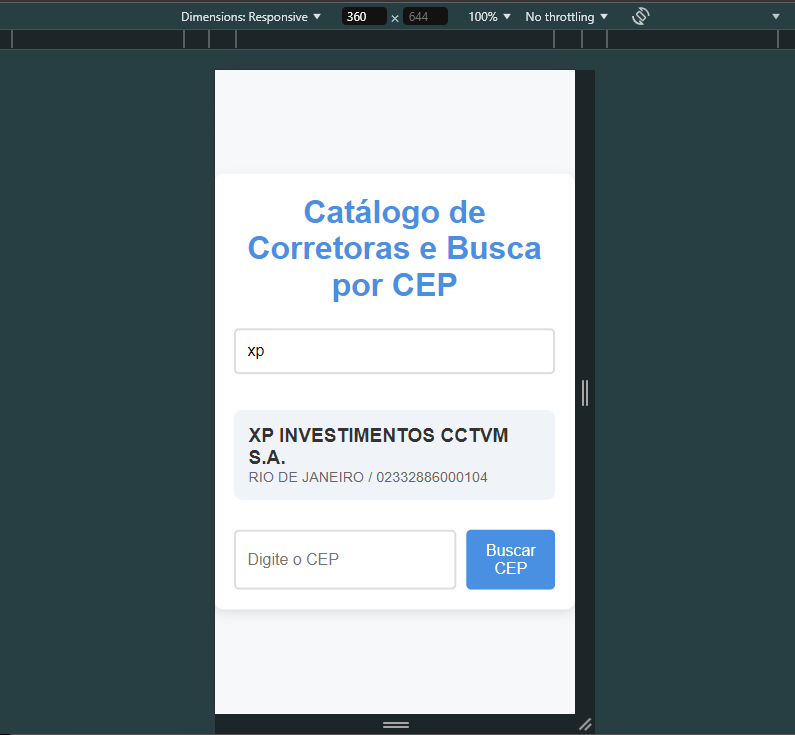 Dimensions: Responsive 360 × 644 100% No throttling
Catálogo de
Corretoras e Busca
por CEP
xp
XP INVESTIMENTOS CCTVM
S.A.
RIO DE JANEIRO / 02332886000104
Digite o CEP
Buscar
CEP